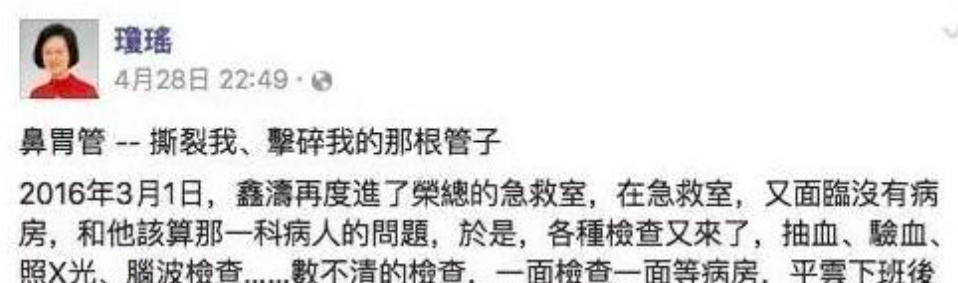 瓊瑤
4月28日 22:49
鼻胃管 -- 撕裂我、擊碎我的那根管子
2016年3月1日，鑫濤再度進了榮總的急救室，在急救室，又面臨沒有病
房，和他該算那一科病人的問題，於是，各種檢查又來了，抽血、驗血、
照X光、腦波檢查......數不清的檢查，一面檢查一面等病房，平雲下班後